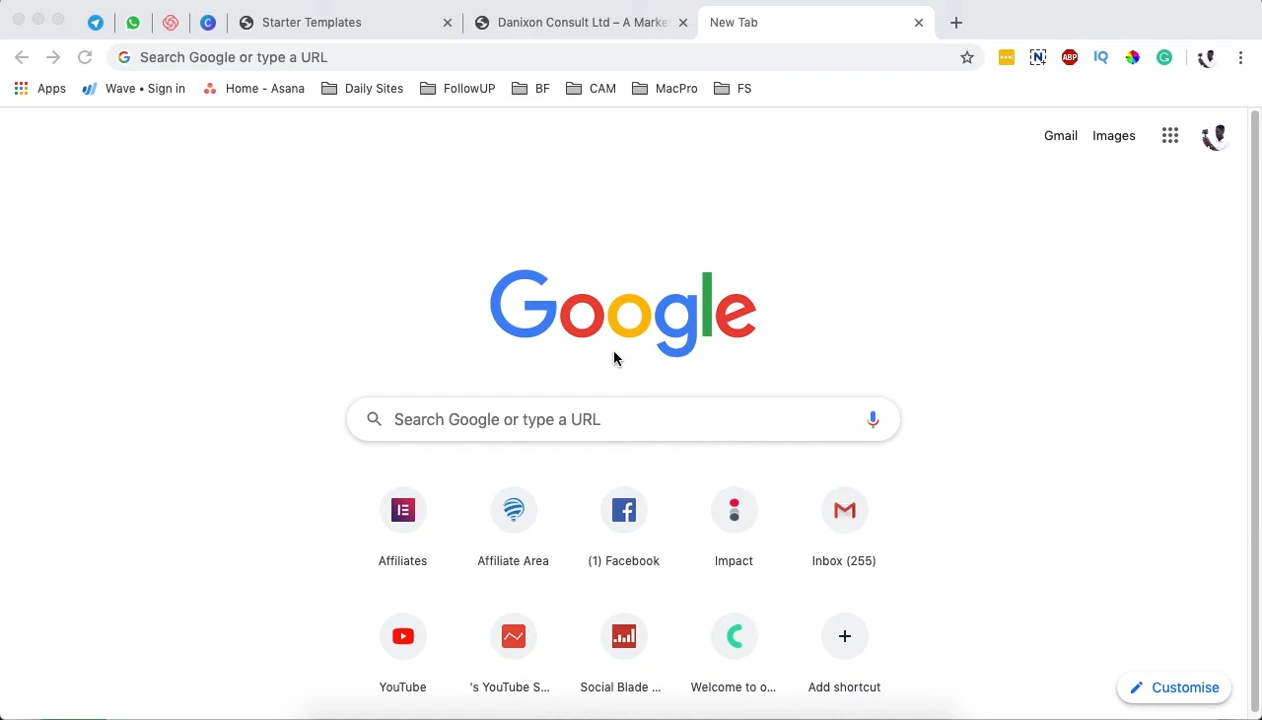 Starter Templates
Danixon Consult Ltd – A Marke
New Tab
Search Google or type a URL
Apps
Wave • Sign in
Home - Asana
Daily Sites
FollowUP
BF
CAM
MacPro
FS
Gmail
Images
Google
Search Google or type a URL
Affiliates
Affiliate Area
(1) Facebook
Impact
Inbox (255)
YouTube
's YouTube S...
Social Blade ...
Welcome to o...
Add shortcut
Customise